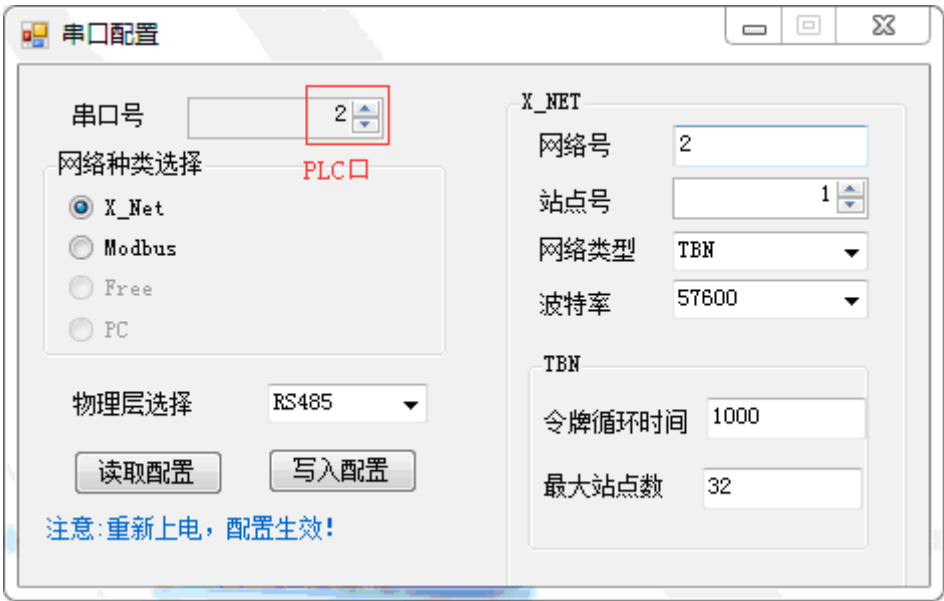 串口配置
串口号 2
PLC口
网络种类选择
X_Net
Modbus
Free
PC
物理层选择 RS485
读取配置 写入配置
注意:重新上电，配置生效!
X_NET
网络号 2
站点号 1
网络类型 TBN
波特率 57600
TBN
令牌循环时间 1000
最大站点数 32